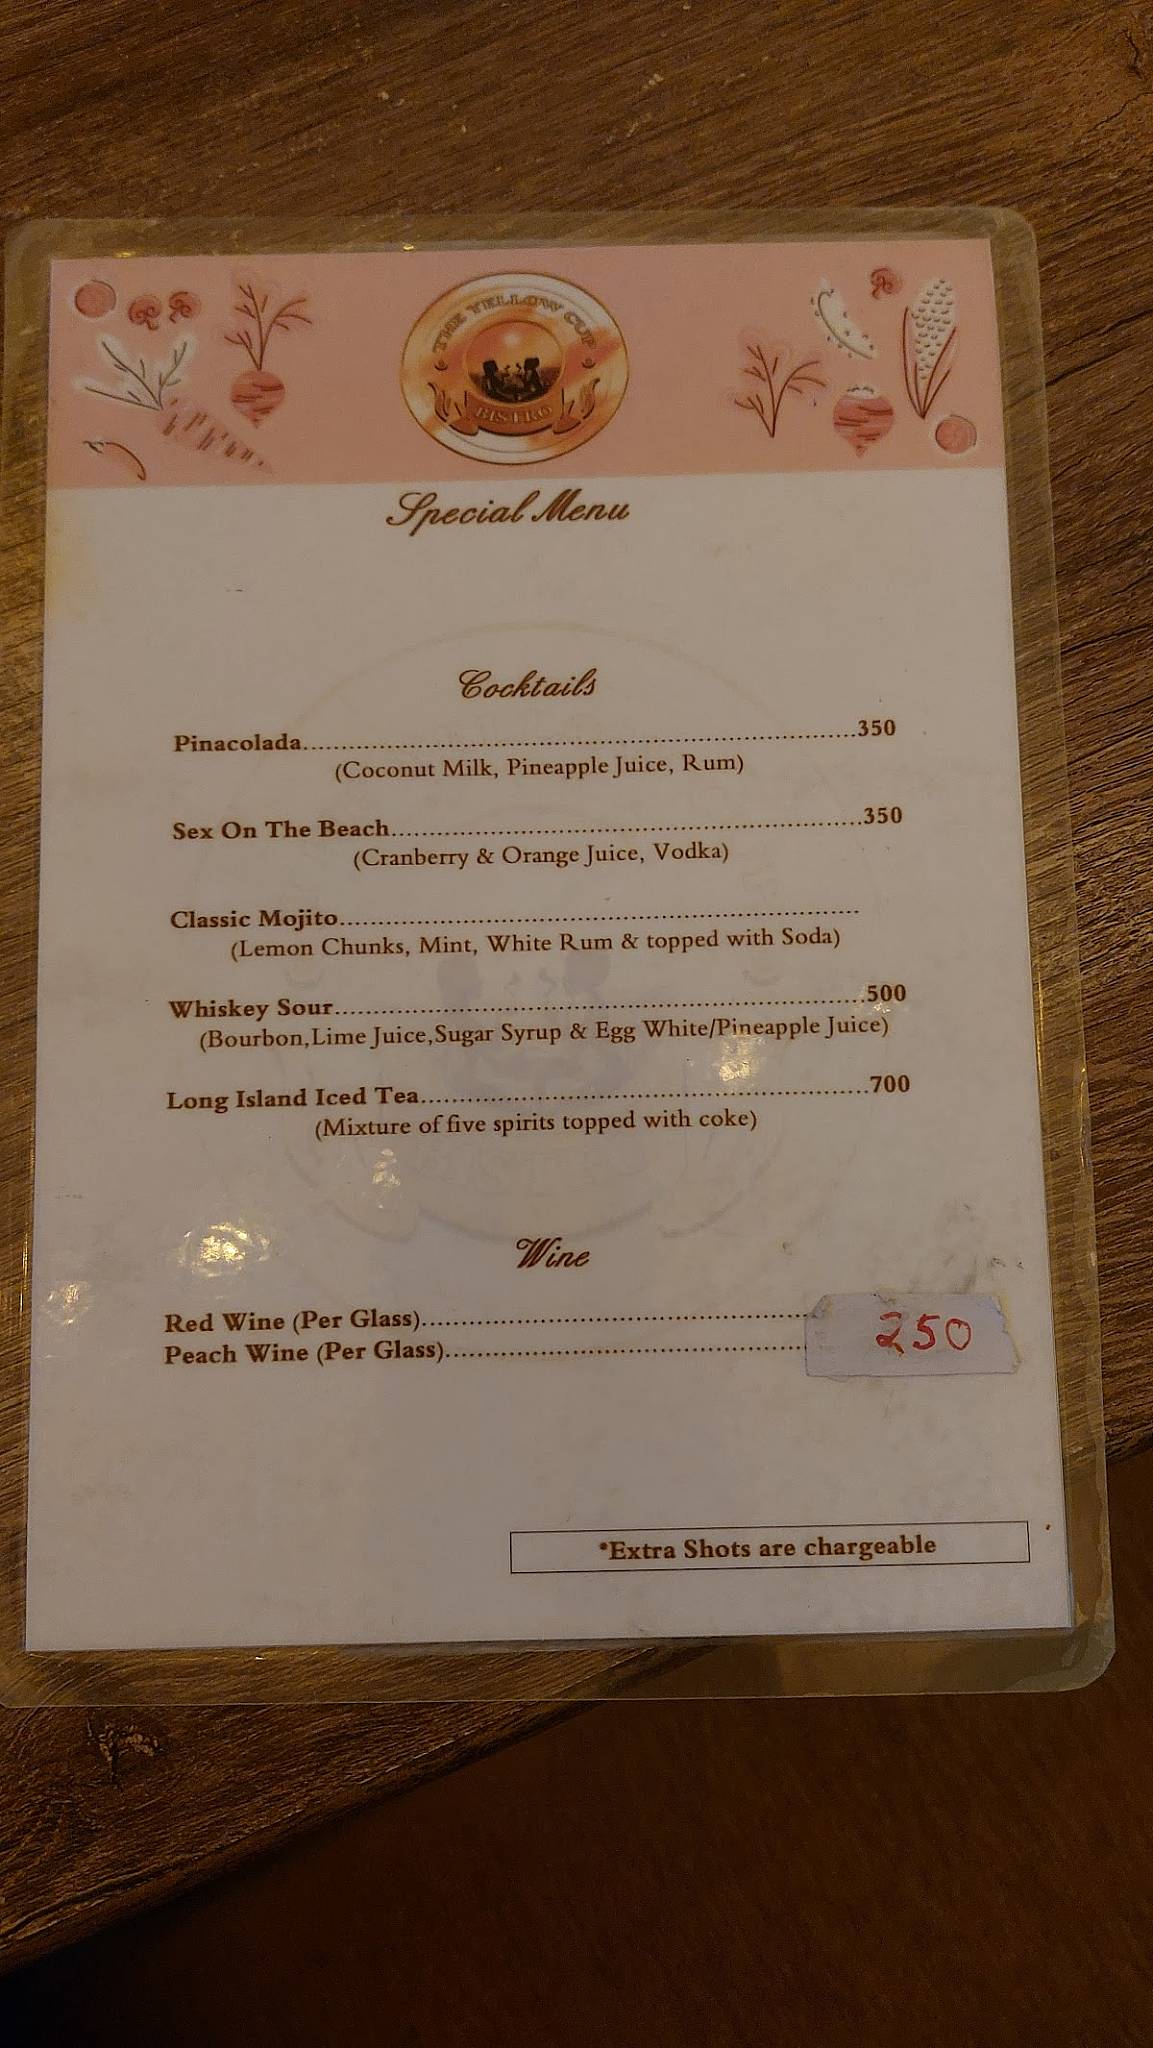 THE YELLOW CUP
BISTRO
Special Menu
Cocktails
Pinacolada......................................................................350
(Coconut Milk, Pineapple Juice, Rum)
Sex On The Beach............................................................350
(Cranberry & Orange Juice, Vodka)
Classic Mojito..................................................................
(Lemon Chunks, Mint, White Rum & topped with Soda)
Whiskey Sour...................................................................500
(Bourbon,Lime Juice,Sugar Syrup & Egg White/Pineapple Juice)
Long Island Iced Tea.........................................................700
(Mixture of five spirits topped with coke)
Wine
Red Wine (Per Glass)..................................................
Peach Wine (Per Glass)...............................................
250
*Extra Shots are chargeable